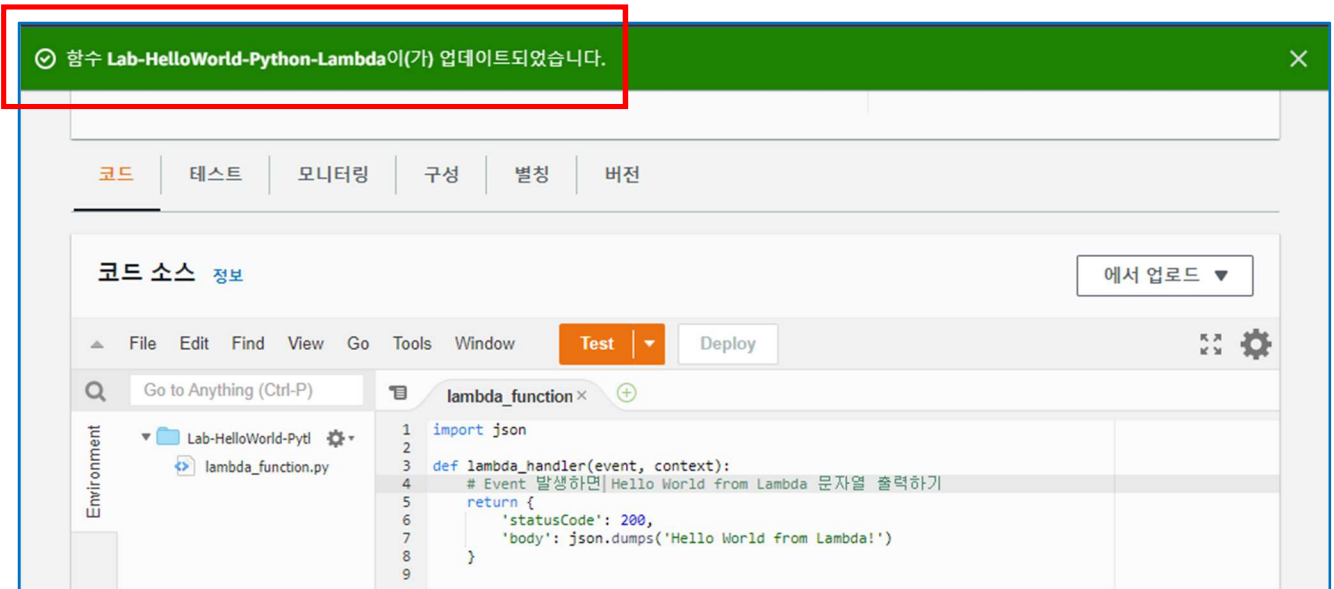 함수 Lab-HelloWorld-Python-Lambda이(가) 업데이트되었습니다.
코드 테스트 모니터링 구성 별칭 버전
코드 소스 정보 에서 업로드
File Edit Find View Go Tools Window Test Deploy
Go to Anything (Ctrl-P) lambda_function
Environment
Lab-HelloWorld-Pytl
lambda_function.py
1 import json
2
3 def lambda_handler(event, context):
4 # Event 발생하면 Hello World from Lambda 문자열 출력하기
5 return {
6 'statusCode': 200,
7 'body': json.dumps('Hello World from Lambda!')
8 }
9